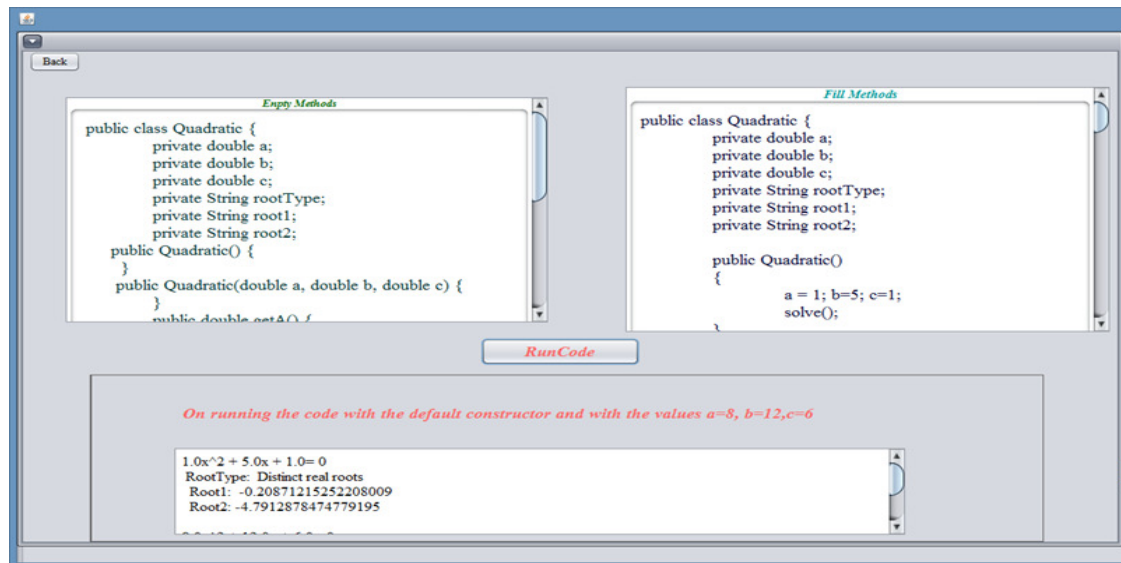 Back
Enpty Methods
public class Quadratic {
private double a;
private double b;
private double c;
private String rootType;
private String root1;
private String root2;
public Quadratic() {
}
public Quadratic(double a, double b, double c) {
}
public double getA() {
Fill Methods
public class Quadratic {
private double a;
private double b;
private double c;
private String rootType;
private String root1;
private String root2;
public Quadratic()
{
a = 1; b=5; c=1;
solve();
}
RunCode
On running the code with the default constructor and with the values a=8, b=12,c=6
1.0x^2 + 5.0x + 1.0= 0
RootType:  Distinct real roots
Root1:  -0.20871215252208009
Root2: -4.7912878474779195